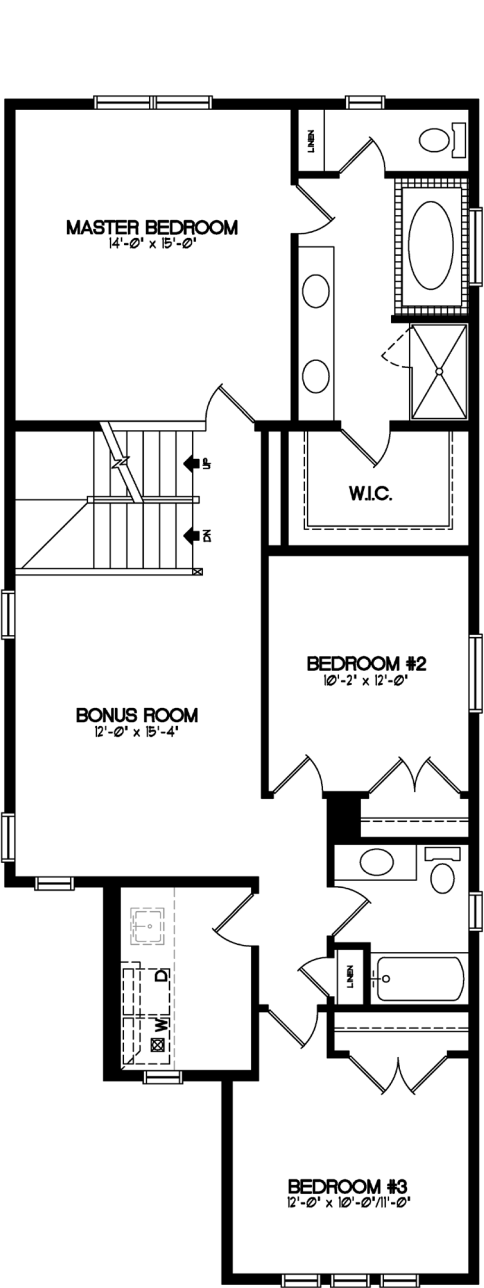 LINEN
MASTER BEDROOM
14'-0" x 15'-0"
UP
W.I.C.
DN
BEDROOM #2
10'-2" x 12'-0"
BONUS ROOM
12'-0" x 15'-4"
D
LINEN
W
BEDROOM #3
12'-0" x 10'-0"/11'-0"